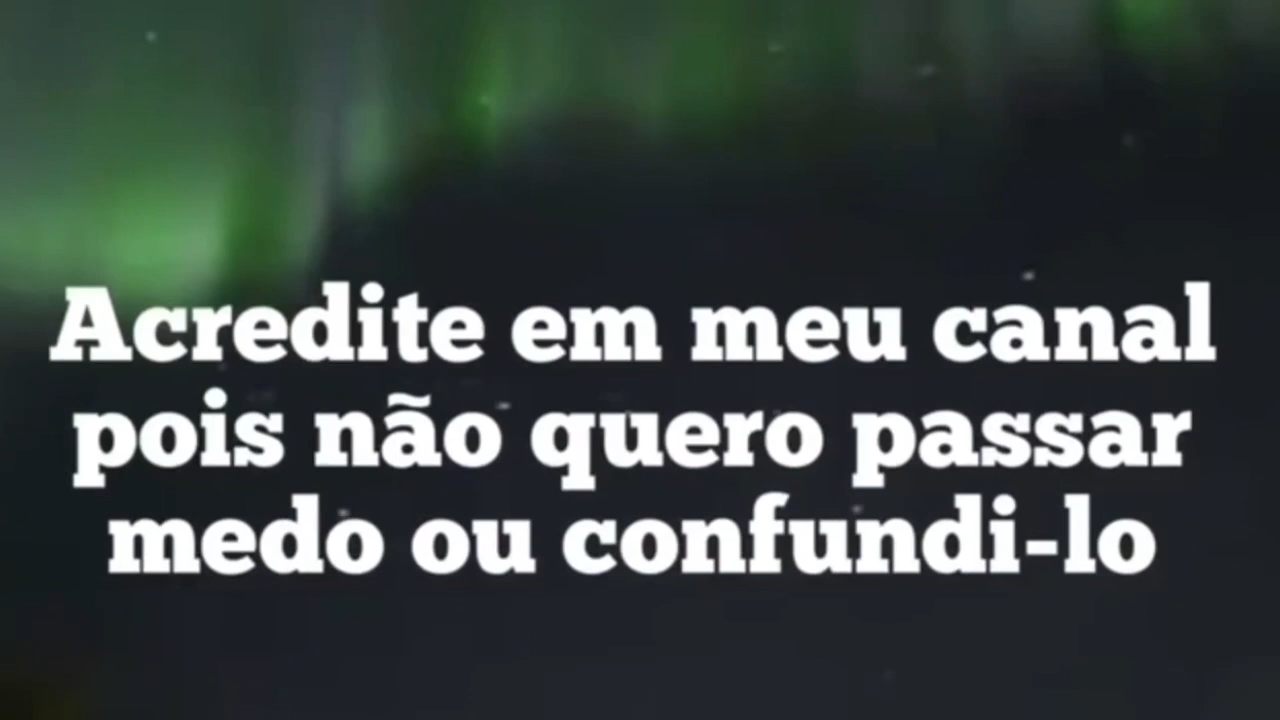 Acredite em meu canal
pois não quero passar
medo ou confundi-lo